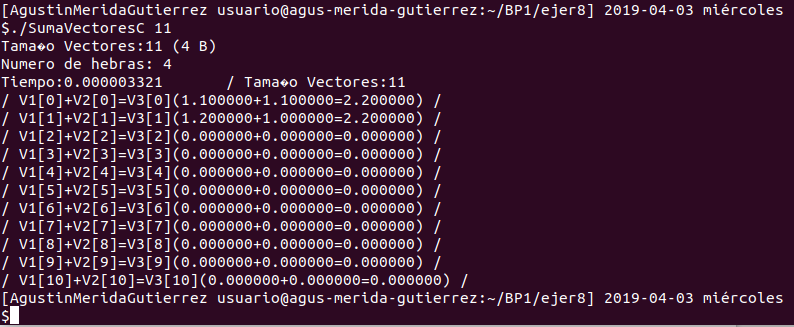 [AgustinMeridaGutierrez usuario@agus-merida-gutierrez:~/BP1/ejer8] 2019-04-03 miércoles
$./SumaVectoresC 11
Tama�o Vectores:11 (4 B)
Numero de hebras: 4
Tiempo:0.000003321 / Tama�o Vectores:11
/ V1[0]+V2[0]=V3[0](1.100000+1.100000=2.200000) /
/ V1[1]+V2[1]=V3[1](1.200000+1.000000=2.200000) /
/ V1[2]+V2[2]=V3[2](0.000000+0.000000=0.000000) /
/ V1[3]+V2[3]=V3[3](0.000000+0.000000=0.000000) /
/ V1[4]+V2[4]=V3[4](0.000000+0.000000=0.000000) /
/ V1[5]+V2[5]=V3[5](0.000000+0.000000=0.000000) /
/ V1[6]+V2[6]=V3[6](0.000000+0.000000=0.000000) /
/ V1[7]+V2[7]=V3[7](0.000000+0.000000=0.000000) /
/ V1[8]+V2[8]=V3[8](0.000000+0.000000=0.000000) /
/ V1[9]+V2[9]=V3[9](0.000000+0.000000=0.000000) /
/ V1[10]+V2[10]=V3[10](0.000000+0.000000=0.000000) /
[AgustinMeridaGutierrez usuario@agus-merida-gutierrez:~/BP1/ejer8] 2019-04-03 miércoles
$